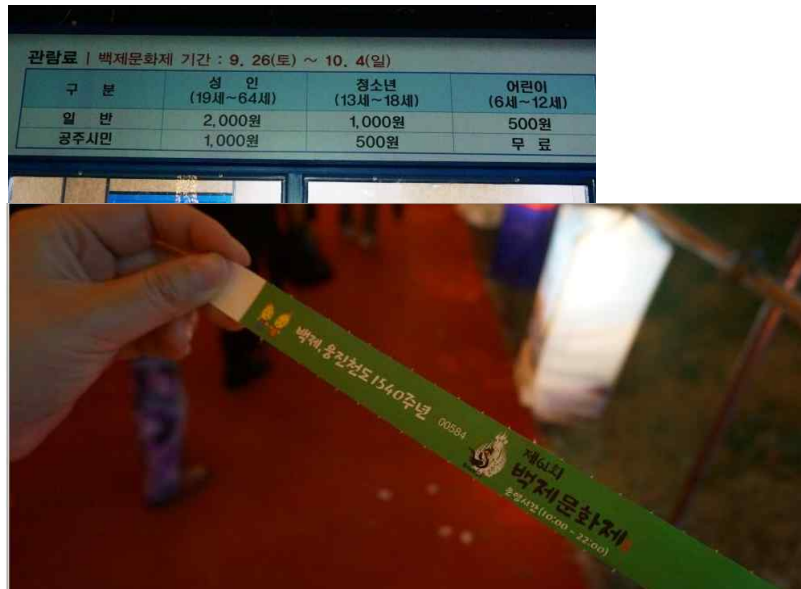 관람료 | 백제문화제 기간 : 9. 26(토) ~ 10. 4(일)
구 분 성 인 (19세~64세) 청소년 (13세~18세) 어린이 (6세~12세)
일 반 2,000원 1,000원 500원
공주시민 1,000원 500원 무 료
백제, 웅진천도 1540주년 00584
제61회
백제문화제
운영시간(10:00 - 22:00)